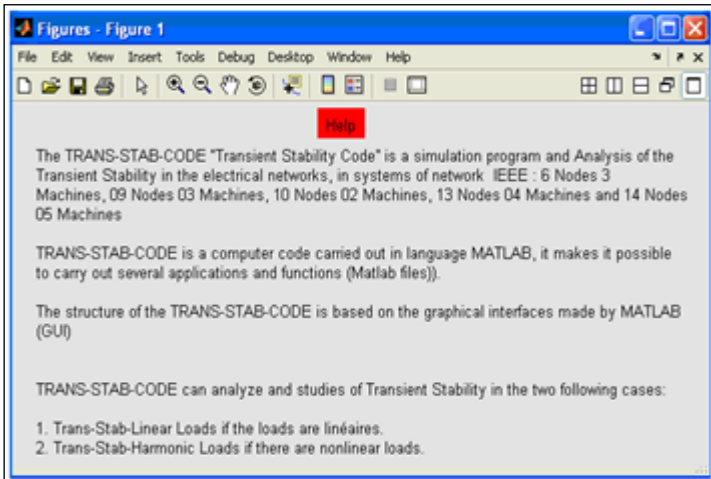 Figures - Figure 1
File Edit View Insert Tools Debug Desktop Window Help
Help
The TRANS-STAB-CODE "Transient Stability Code" is a simulation program and Analysis of the
Transient Stability in the electrical networks, in systems of network IEEE : 6 Nodes 3
Machines, 09 Nodes 03 Machines, 10 Nodes 02 Machines, 13 Nodes 04 Machines and 14 Nodes
05 Machines
TRANS-STAB-CODE is a computer code carried out in language MATLAB, it makes it possible
to carry out several applications and functions (Matlab files)).
The structure of the TRANS-STAB-CODE is based on the graphical interfaces made by MATLAB
(GUI)
TRANS-STAB-CODE can analyze and studies of Transient Stability in the two following cases:
1. Trans-Stab-Linear Loads if the loads are linéaires.
2. Trans-Stab-Harmonic Loads if there are nonlinear loads.